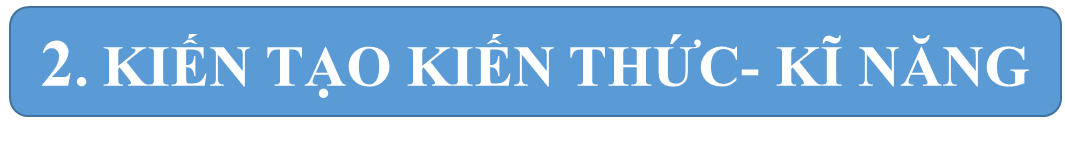 2. KIẾN TẠO KIẾN THỨC- KĨ NĂNG